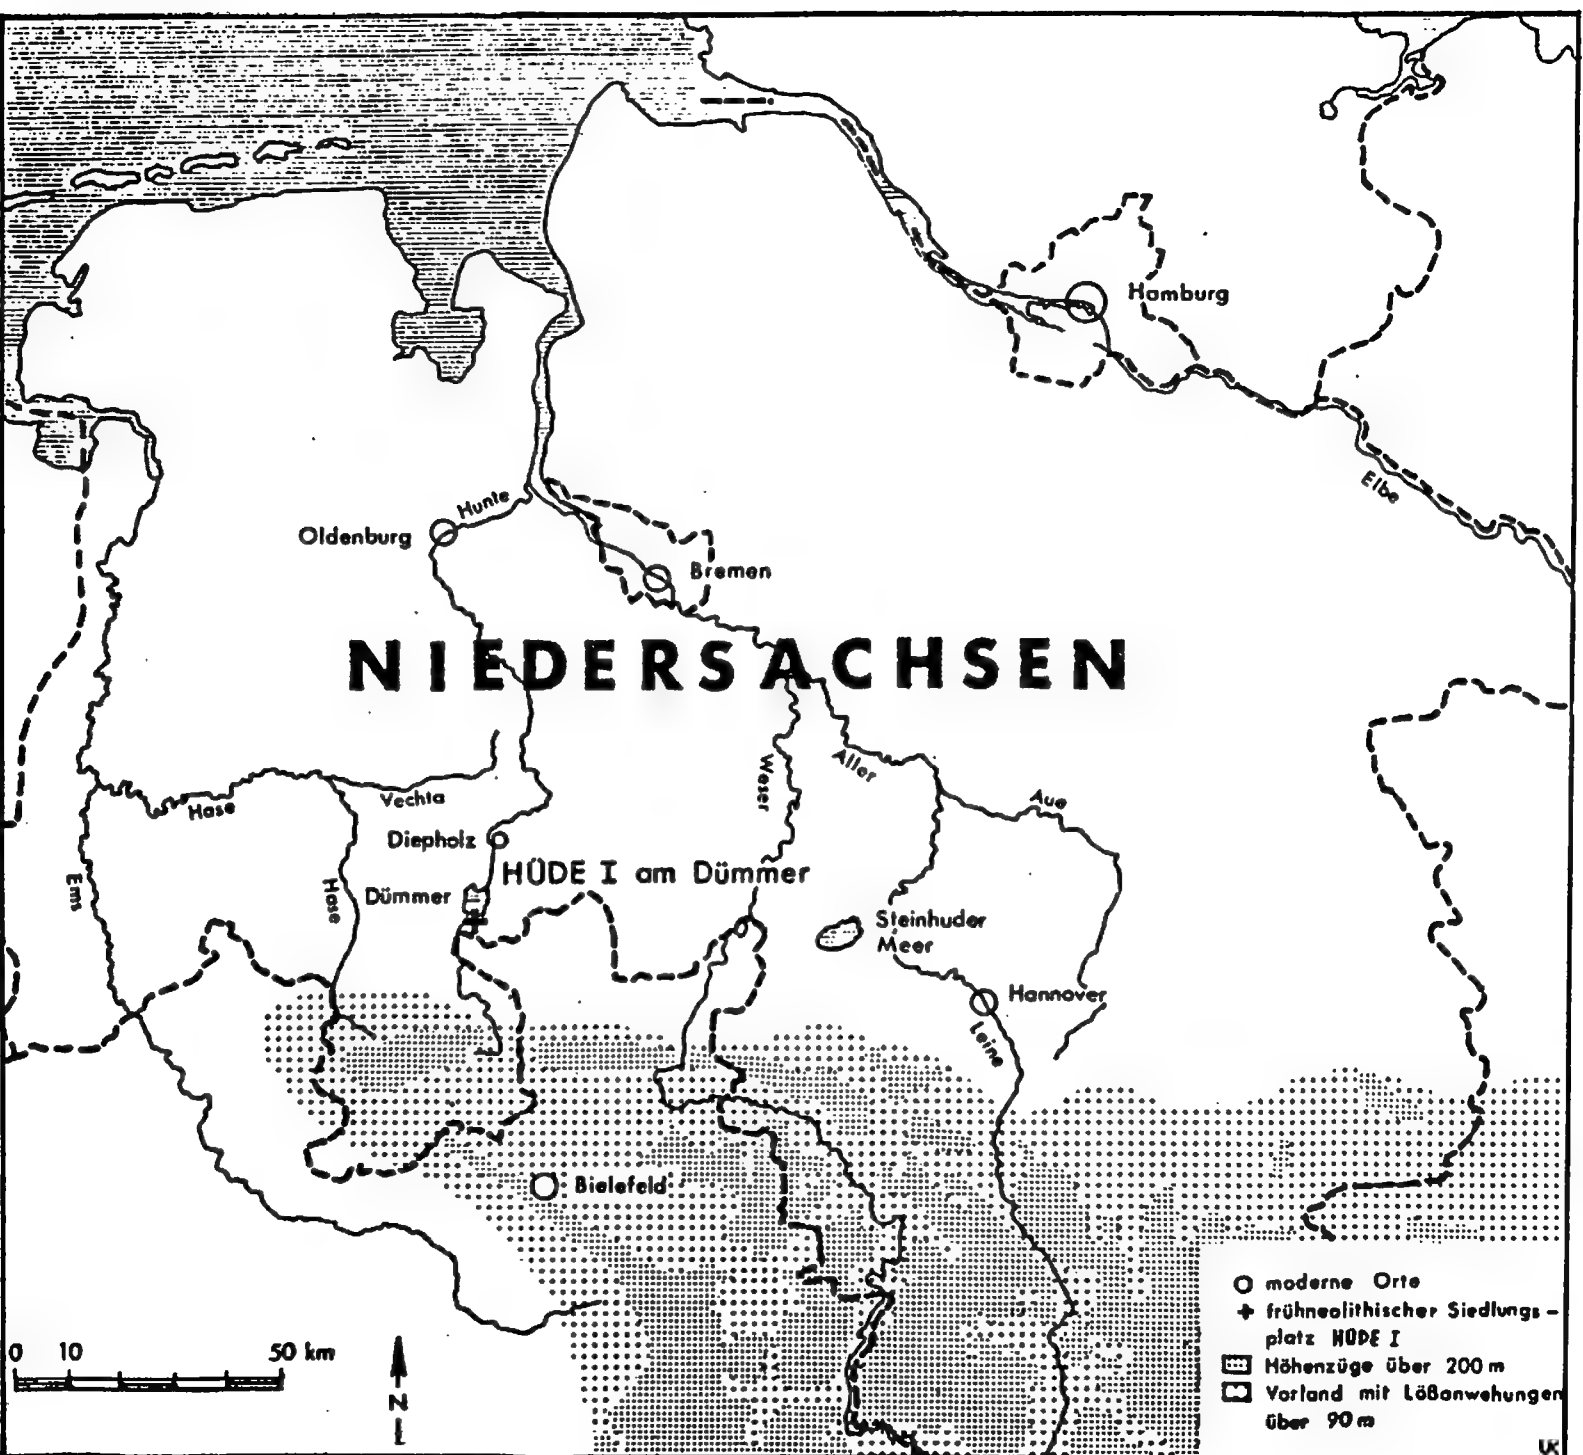 Hamburg
Elbe
Hunte
Oldenburg
Bremen
NIEDERSACHSEN
Weser
Aller
Aue
Hase
Vechta
Diepholz
HÜDE I am Dümmer
Ems
Hase
Dümmer
Steinhuder
Meer
Hannover
Leine
Bielefeld
0 10 50 km
N
O moderne Orte
+ frühneolithischer Siedlungs-
platz HÜDE I
Höhenzüge über 200 m
Vorland mit Lößanwehungen
über 90 m